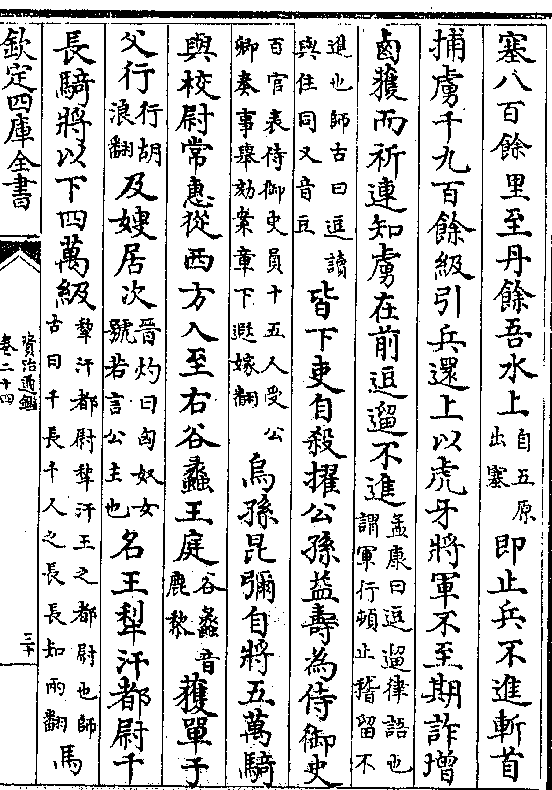 塞八百餘里至丹餘吾水上自五原出塞即止兵不進斬首
捕虜千九百餘級引兵還上以虎牙將軍不至期詐增
鹵獲而祈連知虜在前逗遛不進孟康曰逗遛律語也謂軍行頓止稽留不
進也師古曰逗讀與住同又音豆皆下吏自殺擢公孫益壽為侍御史
百官表侍御史員十五人受公卿奏事舉劾案章下遐嫁翻烏孫昆彌自將五萬騎
與校尉常惠從西方入至右谷蠡王庭谷蠡音鹿黎獲單于
父行行胡浪翻及嫂居次晉灼曰匈奴女號若言公主也名王犂汗都尉千
長騎將以下四萬級犂汗都尉犂汗王之都尉也師古曰千長千人之長長知兩翻馬
欽定四庫全書
資治通鑑
卷二十四